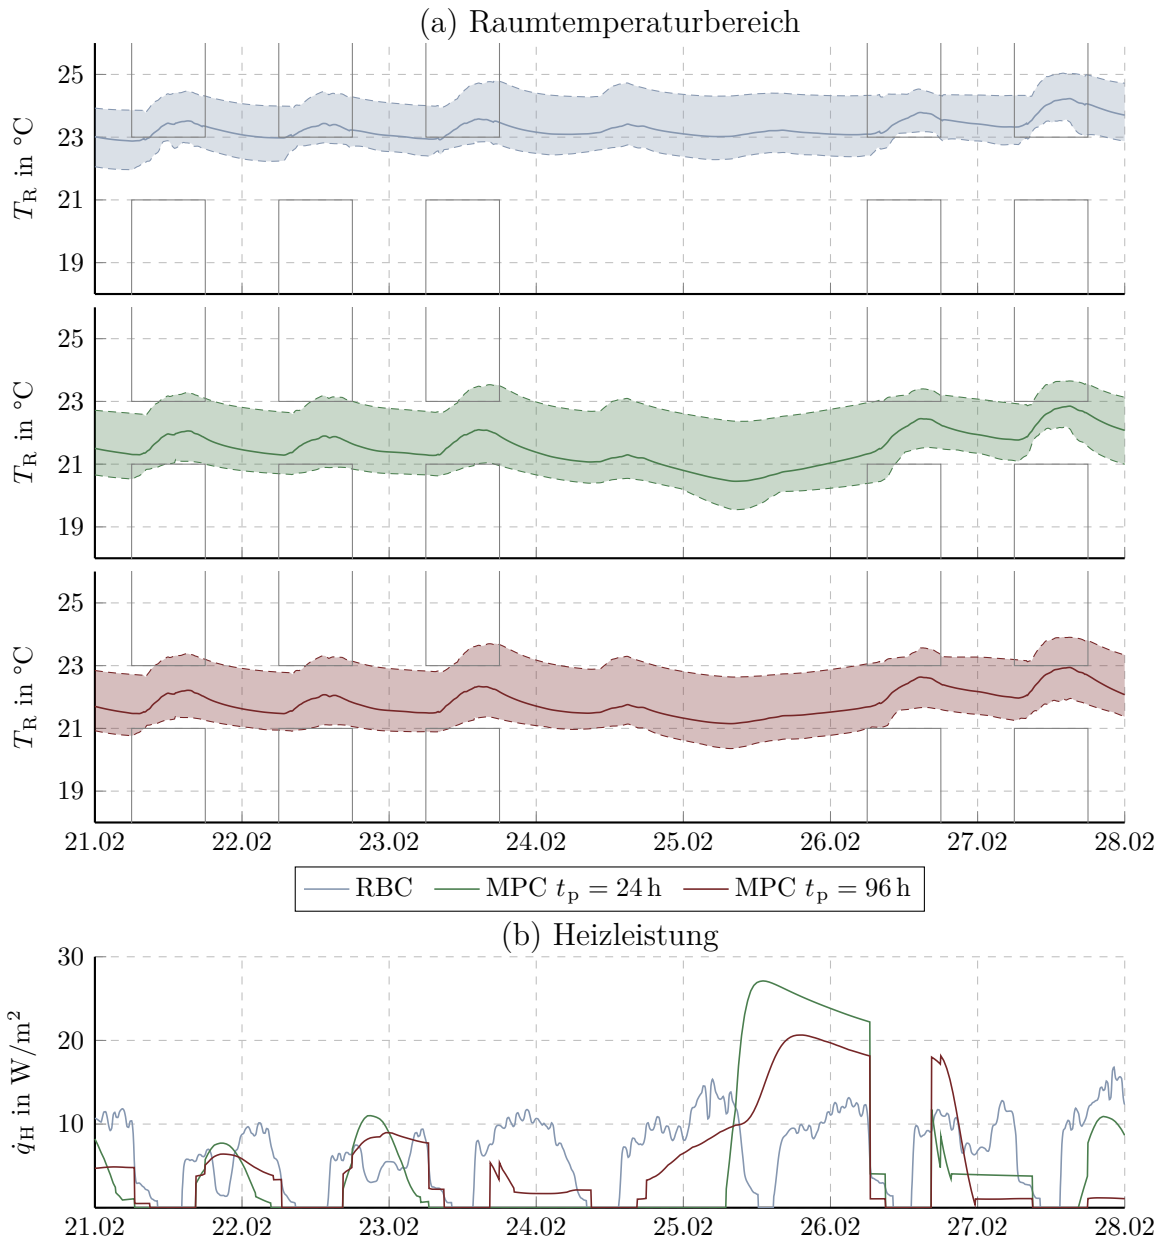 (a) Raumtemperaturbereich
25
23
21
19
T_R in °C
25
23
21
19
T_R in °C
25
23
21
19
T_R in °C
21.02 22.02 23.02 24.02 25.02 26.02 27.02 28.02
RBC MPC t_p = 24 h MPC t_p = 96 h
(b) Heizleistung
30
20
10
q̇_H in W/m²
21.02 22.02 23.02 24.02 25.02 26.02 27.02 28.02